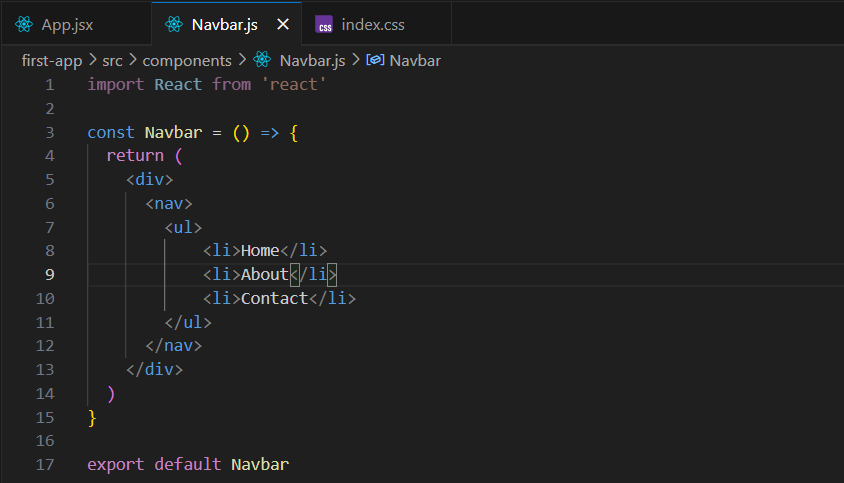 App.jsx Navbar.js × css index.css
first-app > src > components > Navbar.js > Navbar
1 import React from 'react'
2
3 const Navbar = () => {
4 return (
5 <div>
6 <nav>
7 <ul>
8 <li>Home</li>
9 <li>About</li>
10 <li>Contact</li>
11 </ul>
12 </nav>
13 </div>
14 )
15 }
16
17 export default Navbar